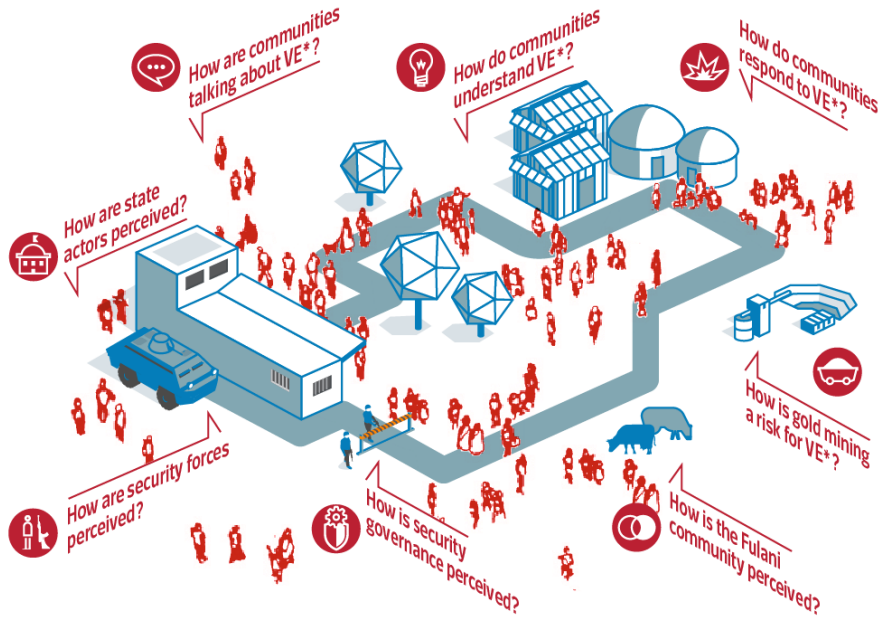 How are communities
talking about VE*?
How do communities
understand VE*?
How do communities
respond to VE*?
How are state
actors perceived?
How is gold mining
a risk for VE*?
How are security forces
perceived?
How is security
governance perceived?
How is the Fulani
community perceived?